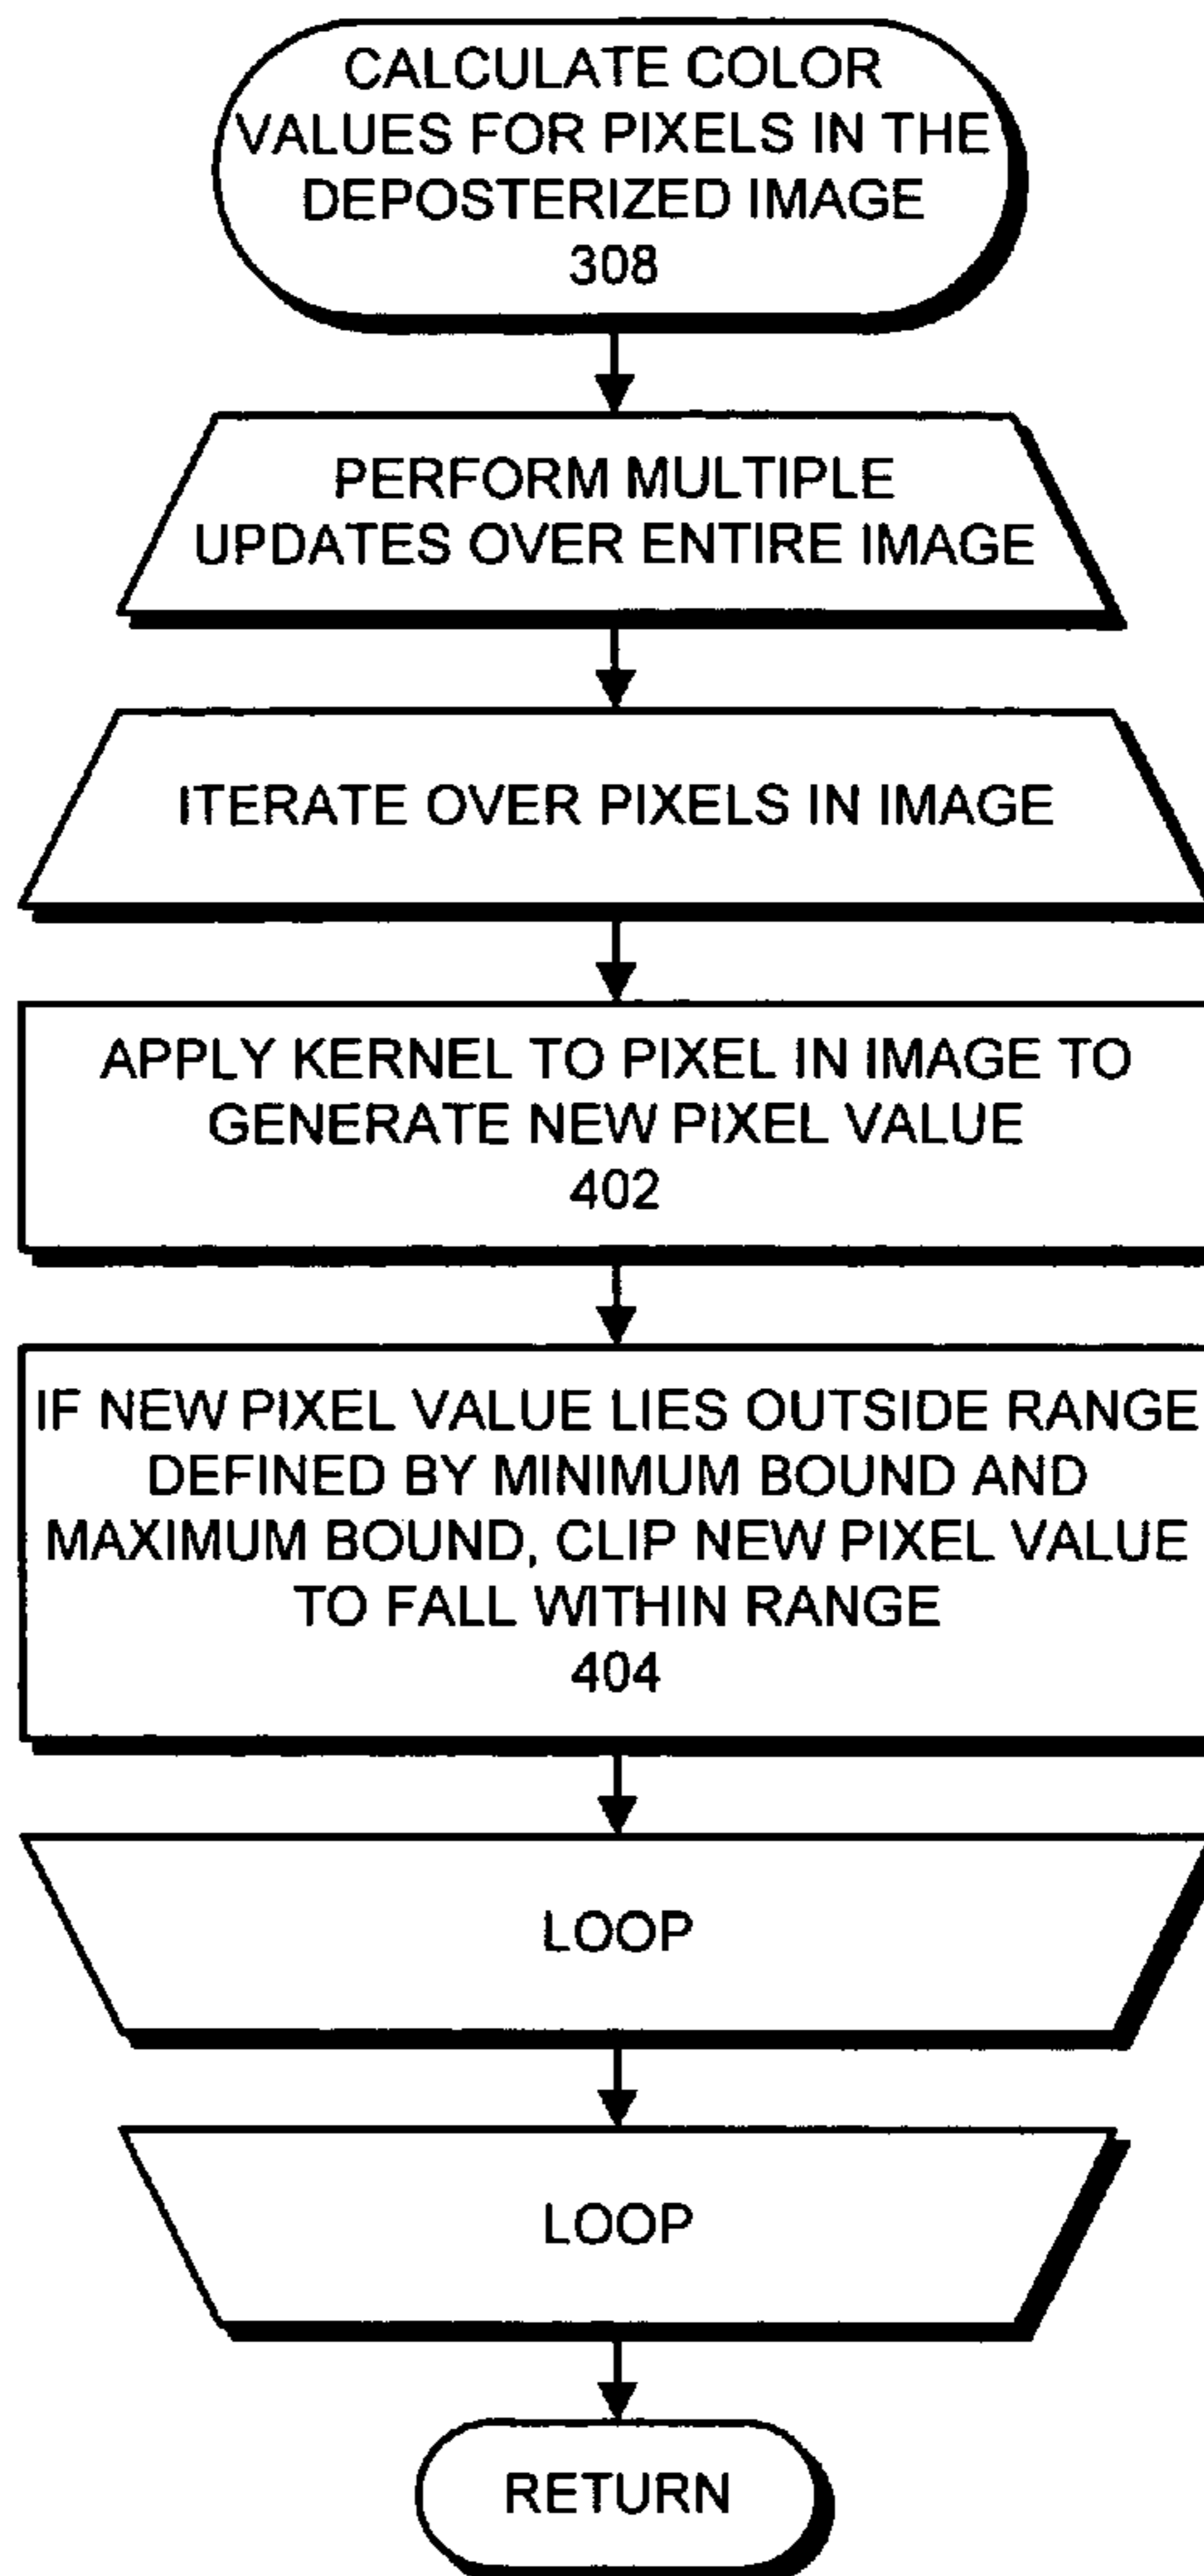 CALCULATE COLOR
VALUES FOR PIXELS IN THE
DEPOSTERIZED IMAGE
308
PERFORM MULTIPLE
UPDATES OVER ENTIRE IMAGE
ITERATE OVER PIXELS IN IMAGE
APPLY KERNEL TO PIXEL IN IMAGE TO
GENERATE NEW PIXEL VALUE
402
IF NEW PIXEL VALUE LIES OUTSIDE RANGE
DEFINED BY MINIMUM BOUND AND
MAXIMUM BOUND, CLIP NEW PIXEL VALUE
TO FALL WITHIN RANGE
404
LOOP
LOOP
RETURN